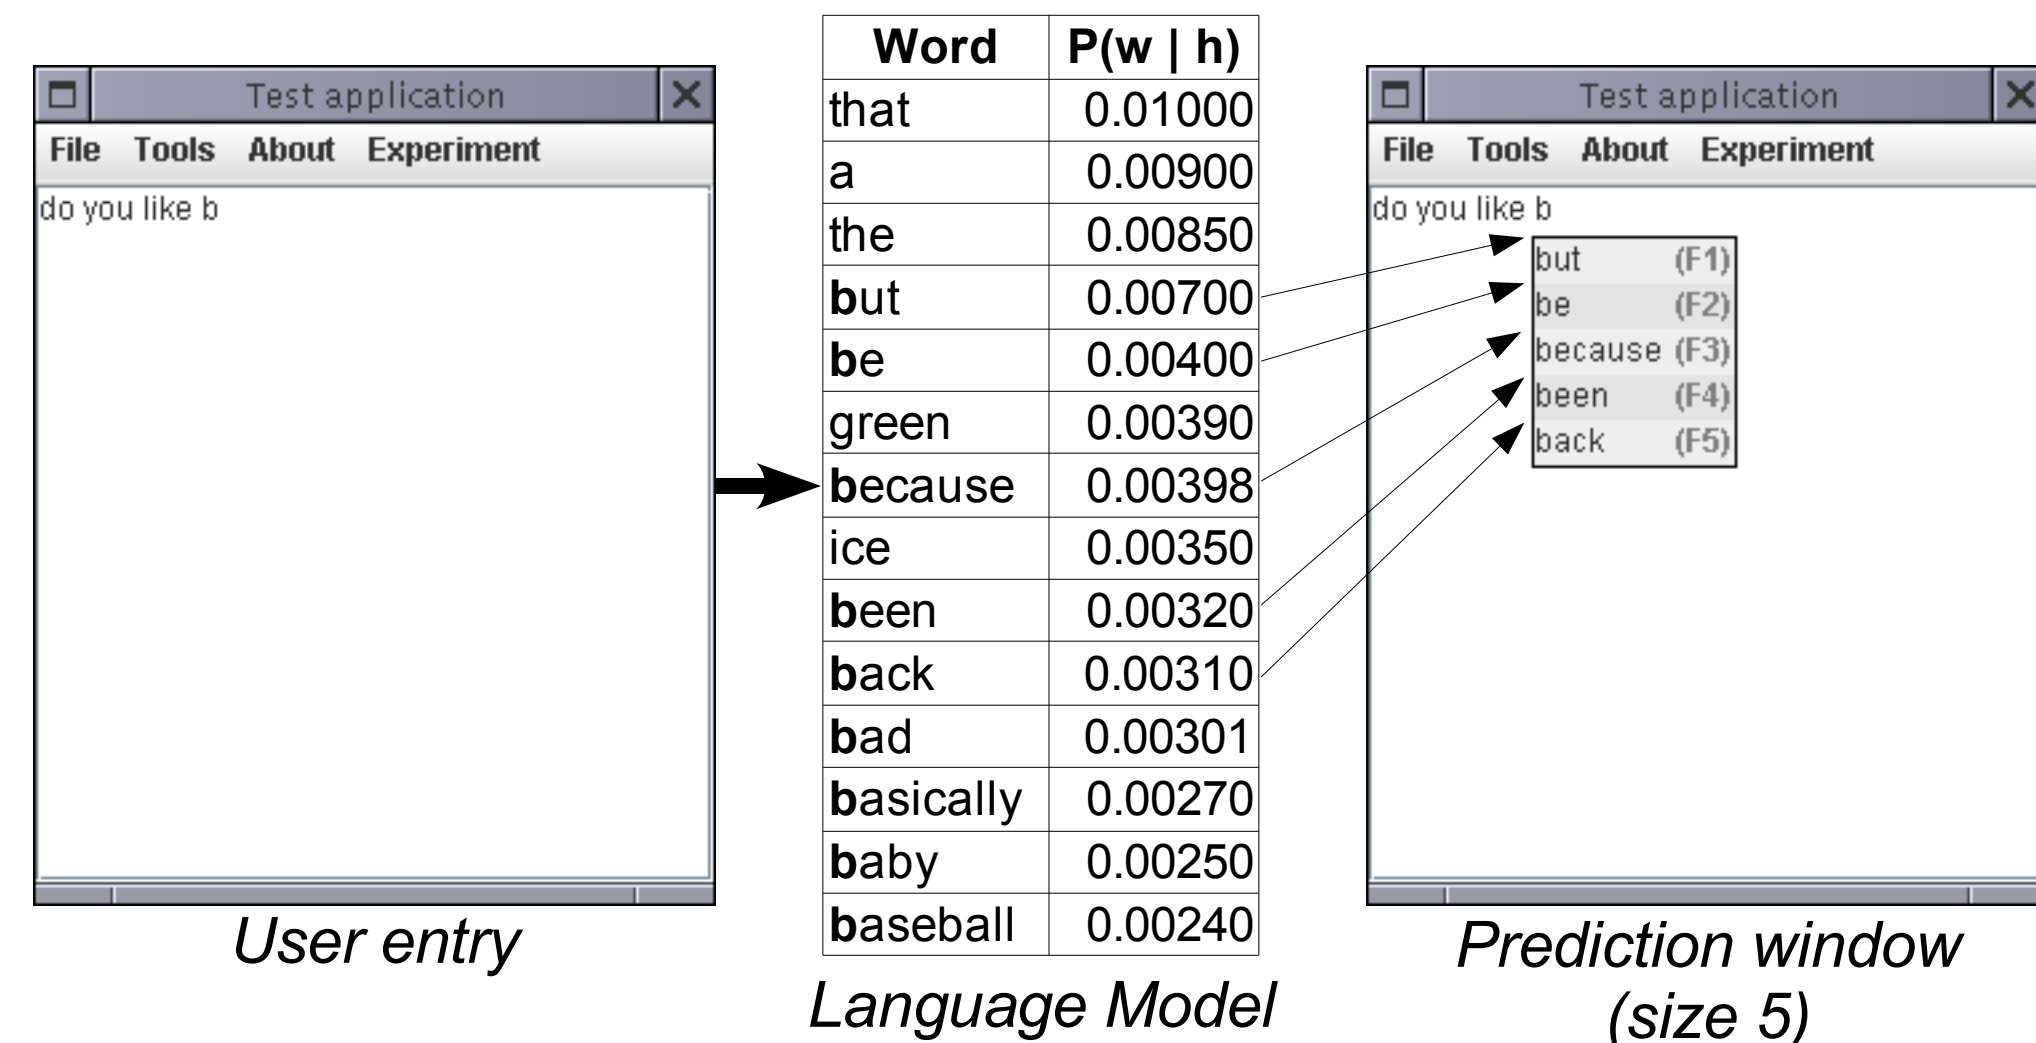 Test application
File Tools About Experiment
do you like b
User entry
Word P(w | h)
that 0.01000
a 0.00900
the 0.00850
but 0.00700
be 0.00400
green 0.00390
because 0.00398
ice 0.00350
been 0.00320
back 0.00310
bad 0.00301
basically 0.00270
baby 0.00250
baseball 0.00240
Language Model
Test application
File Tools About Experiment
do you like b
but (F1)
be (F2)
because (F3)
been (F4)
back (F5)
Prediction window
(size 5)